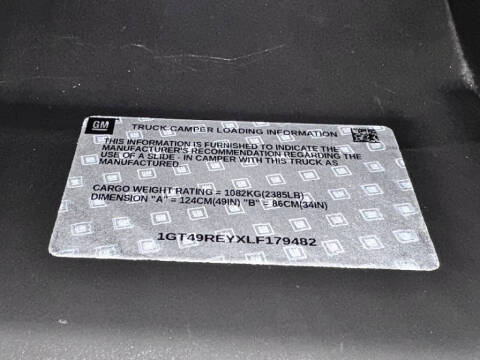 GM
TRUCK CAMPER LOADING INFORMATION
THIS INFORMATION IS FURNISHED TO INDICATE THE
MANUFACTURER'S RECOMMENDATION REGARDING THE
USE OF A SLIDE - IN CAMPER WITH THIS TRUCK AS
MANUFACTURED.
CARGO WEIGHT RATING = 1082KG(2385LB)
DIMENSION "A" = 124CM(49IN) "B" = 86CM(34IN)
1GT49REYXLF179482